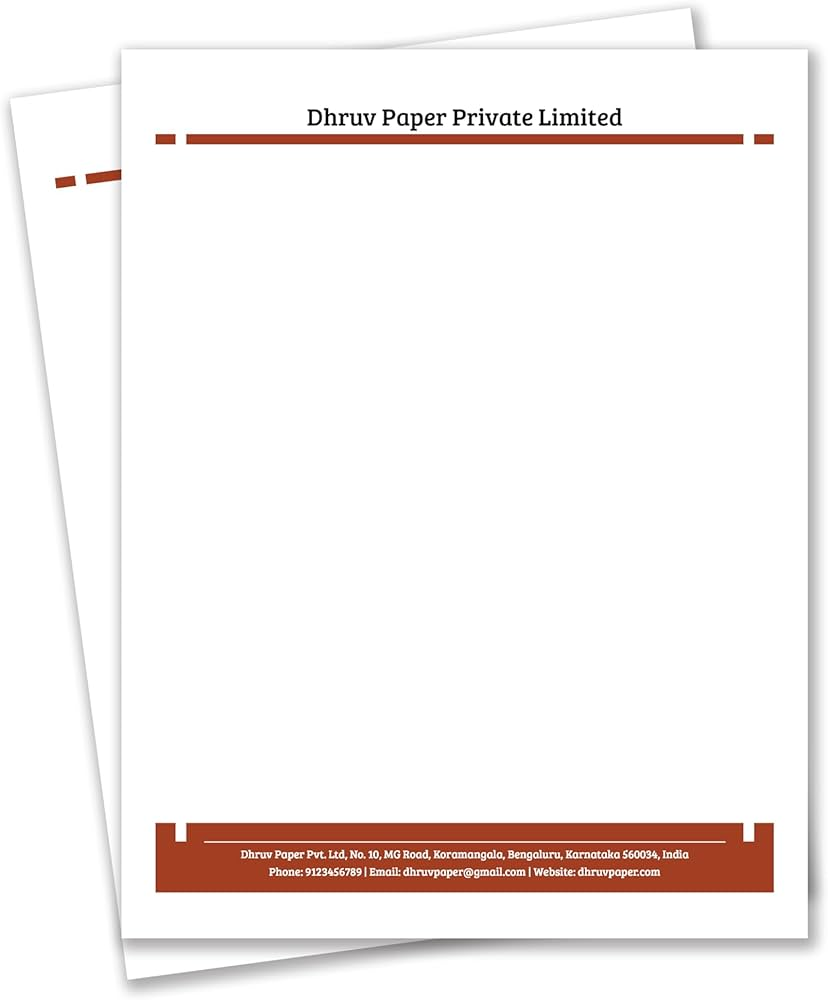 Dhruv Paper Private Limited
Dhruv Paper Pvt. Ltd, No. 10, MG Road, Koramangala, Bengaluru, Karnataka 560034, India
Phone: 9123456789 | Email: dhruvpaper@gmail.com | Website: dhruvpaper.com